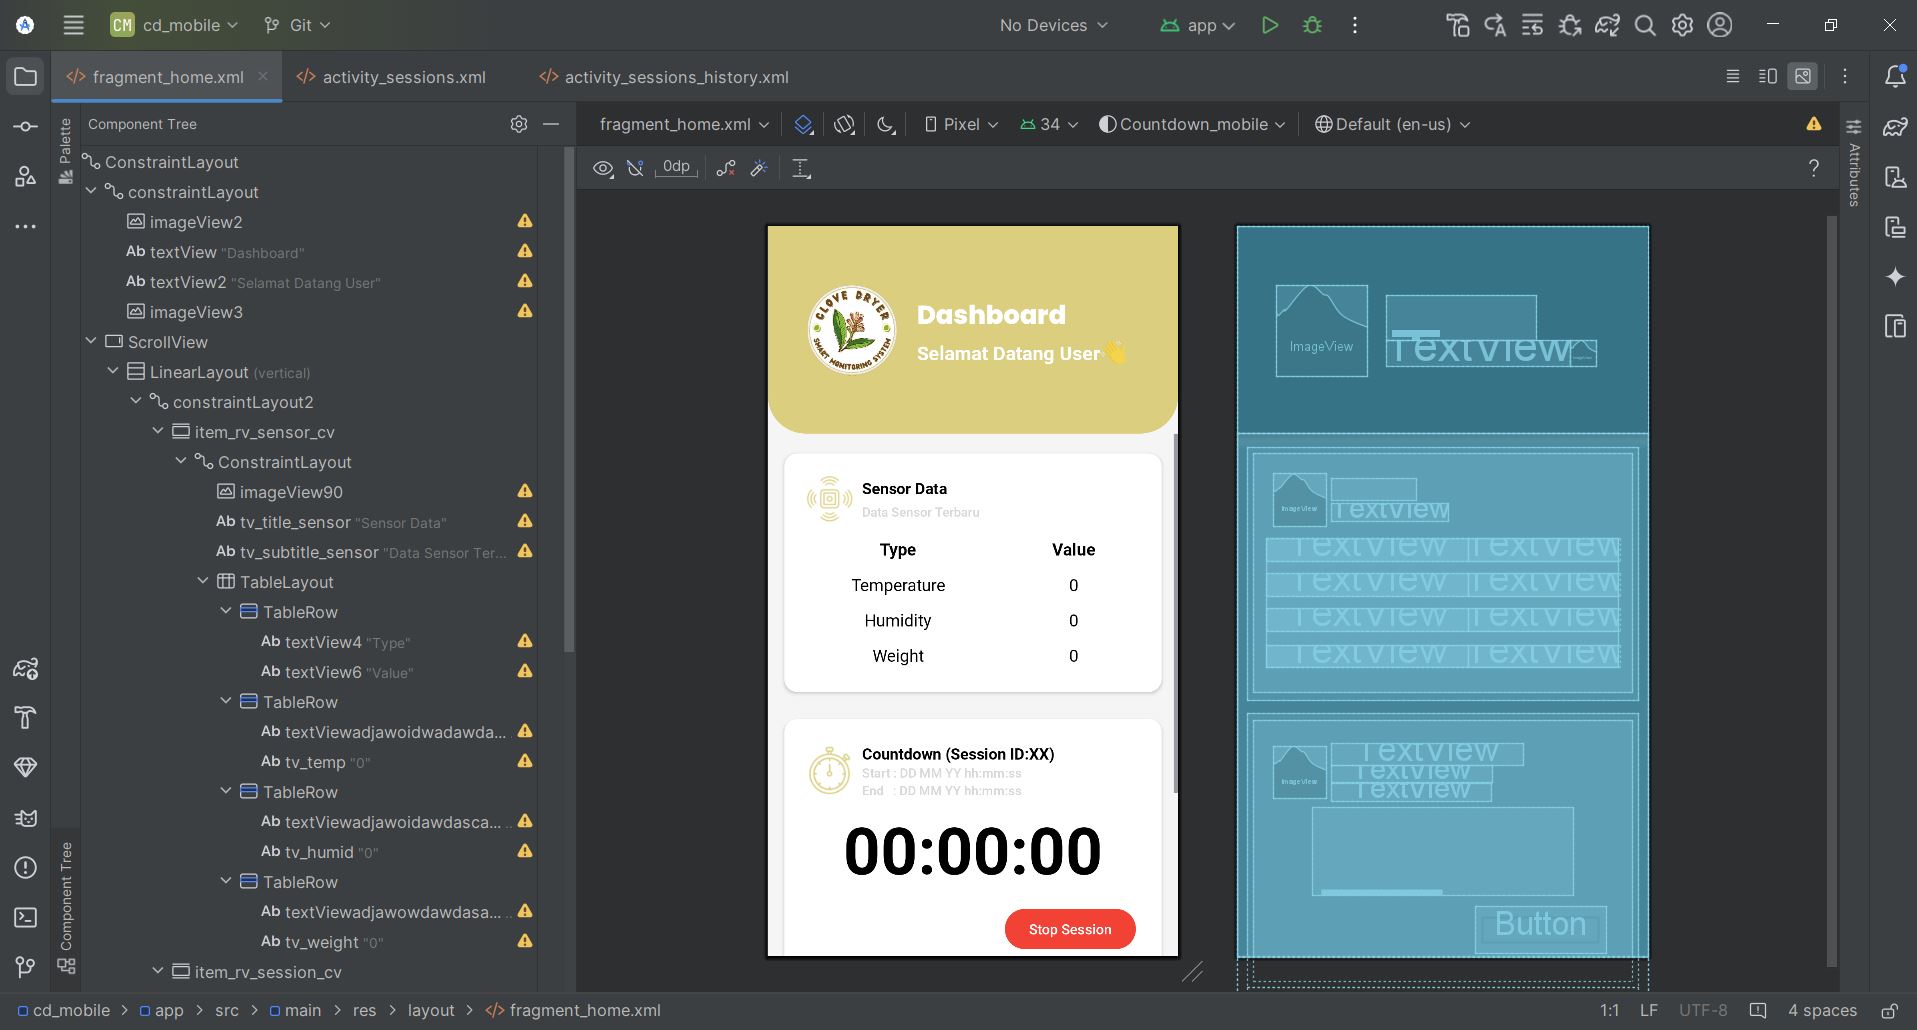 CM cd_mobile Git No Devices app
fragment_home.xml activity_sessions.xml activity_sessions_history.xml
Palette
Component Tree
fragment_home.xml Pixel 34 Countdown_mobile Default (en-us)
0dp ?
Attributes
ConstraintLayout
constraintLayout
imageView2
Ab textView "Dashboard"
Ab textView2 "Selamat Datang User"
imageView3
ScrollView
LinearLayout (vertical)
constraintLayout2
item_rv_sensor_cv
ConstraintLayout
imageView90
Ab tv_title_sensor "Sensor Data"
Ab tv_subtitle_sensor "Data Sensor Ter...
TableLayout
TableRow
Ab textView4 "Type"
Ab textView6 "Value"
TableRow
Ab textViewadjawoidwadawda...
Ab tv_temp "0"
TableRow
Ab textViewadjawoidawdasca... ..
Ab tv_humid "0"
TableRow
Ab textViewadjawowdawdasa... ..
Ab tv_weight "0"
item_rv_session_cv
Component Tree
CLOVE DRYER
SMART MONITORING SYSTEM
Dashboard
Selamat Datang User👋
Sensor Data
Data Sensor Terbaru
Type Value
Temperature 0
Humidity 0
Weight 0
Countdown (Session ID:XX)
Start : DD MM YY hh:mm:ss
End : DD MM YY hh:mm:ss
00:00:00
Stop Session
ImageView
TextView
ImageView
TextView
TextView TextView
TextView TextView
TextView TextView
TextView TextView
ImageView
TextView
TextView
TextView
Button
cd_mobile > app > src > main > res > layout > fragment_home.xml
1:1 LF UTF-8 4 spaces